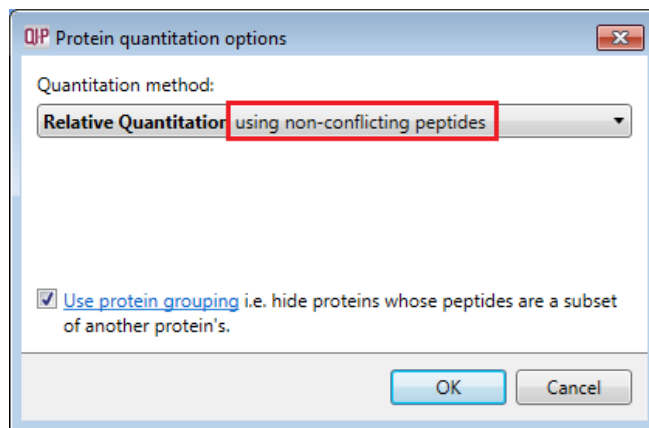 QIP Protein quantitation options
Quantitation method:
Relative Quantitation using non-conflicting peptides
Use protein grouping i.e. hide proteins whose peptides are a subset
of another protein's.
OK Cancel